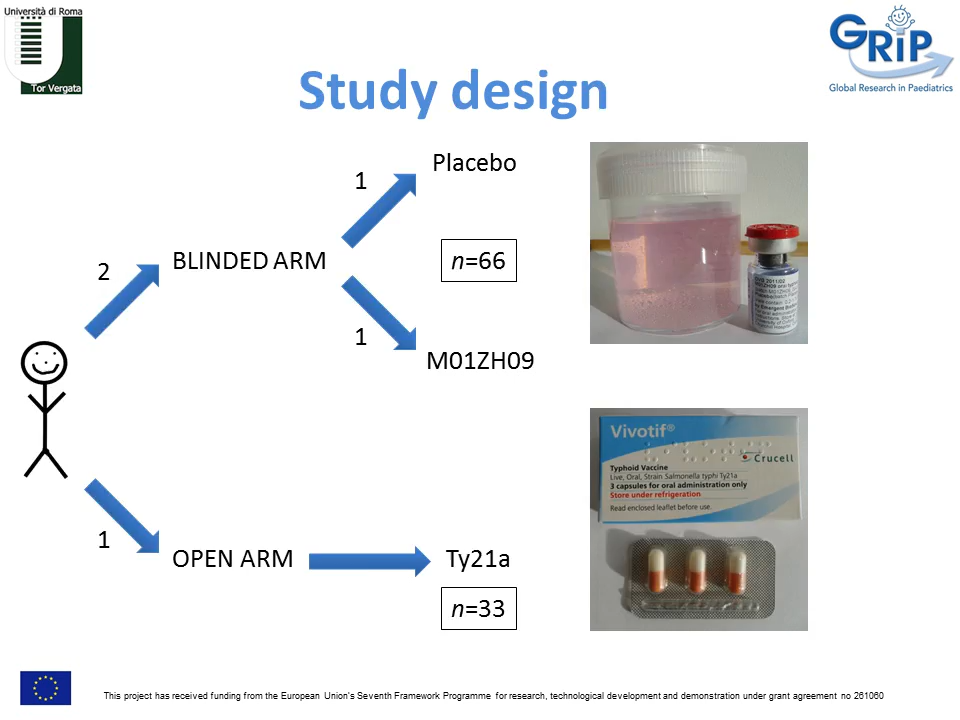 Università di Roma
Tor Vergata
GRiP
Global Research in Paediatrics
Study design
Placebo
1
BLINDED ARM
n=66
2
1
M01ZH09
Vivotif®
Crucell
Typhoid Vaccine
Live, Oral, Strain Salmonella typhi Ty21a
3 capsules for oral administration only
Store under refrigeration
Read enclosed leaflet before use.
1
OPEN ARM
Ty21a
n=33
This project has received funding from the European Union's Seventh Framework Programme for research, technological development and demonstration under grant agreement no 261060